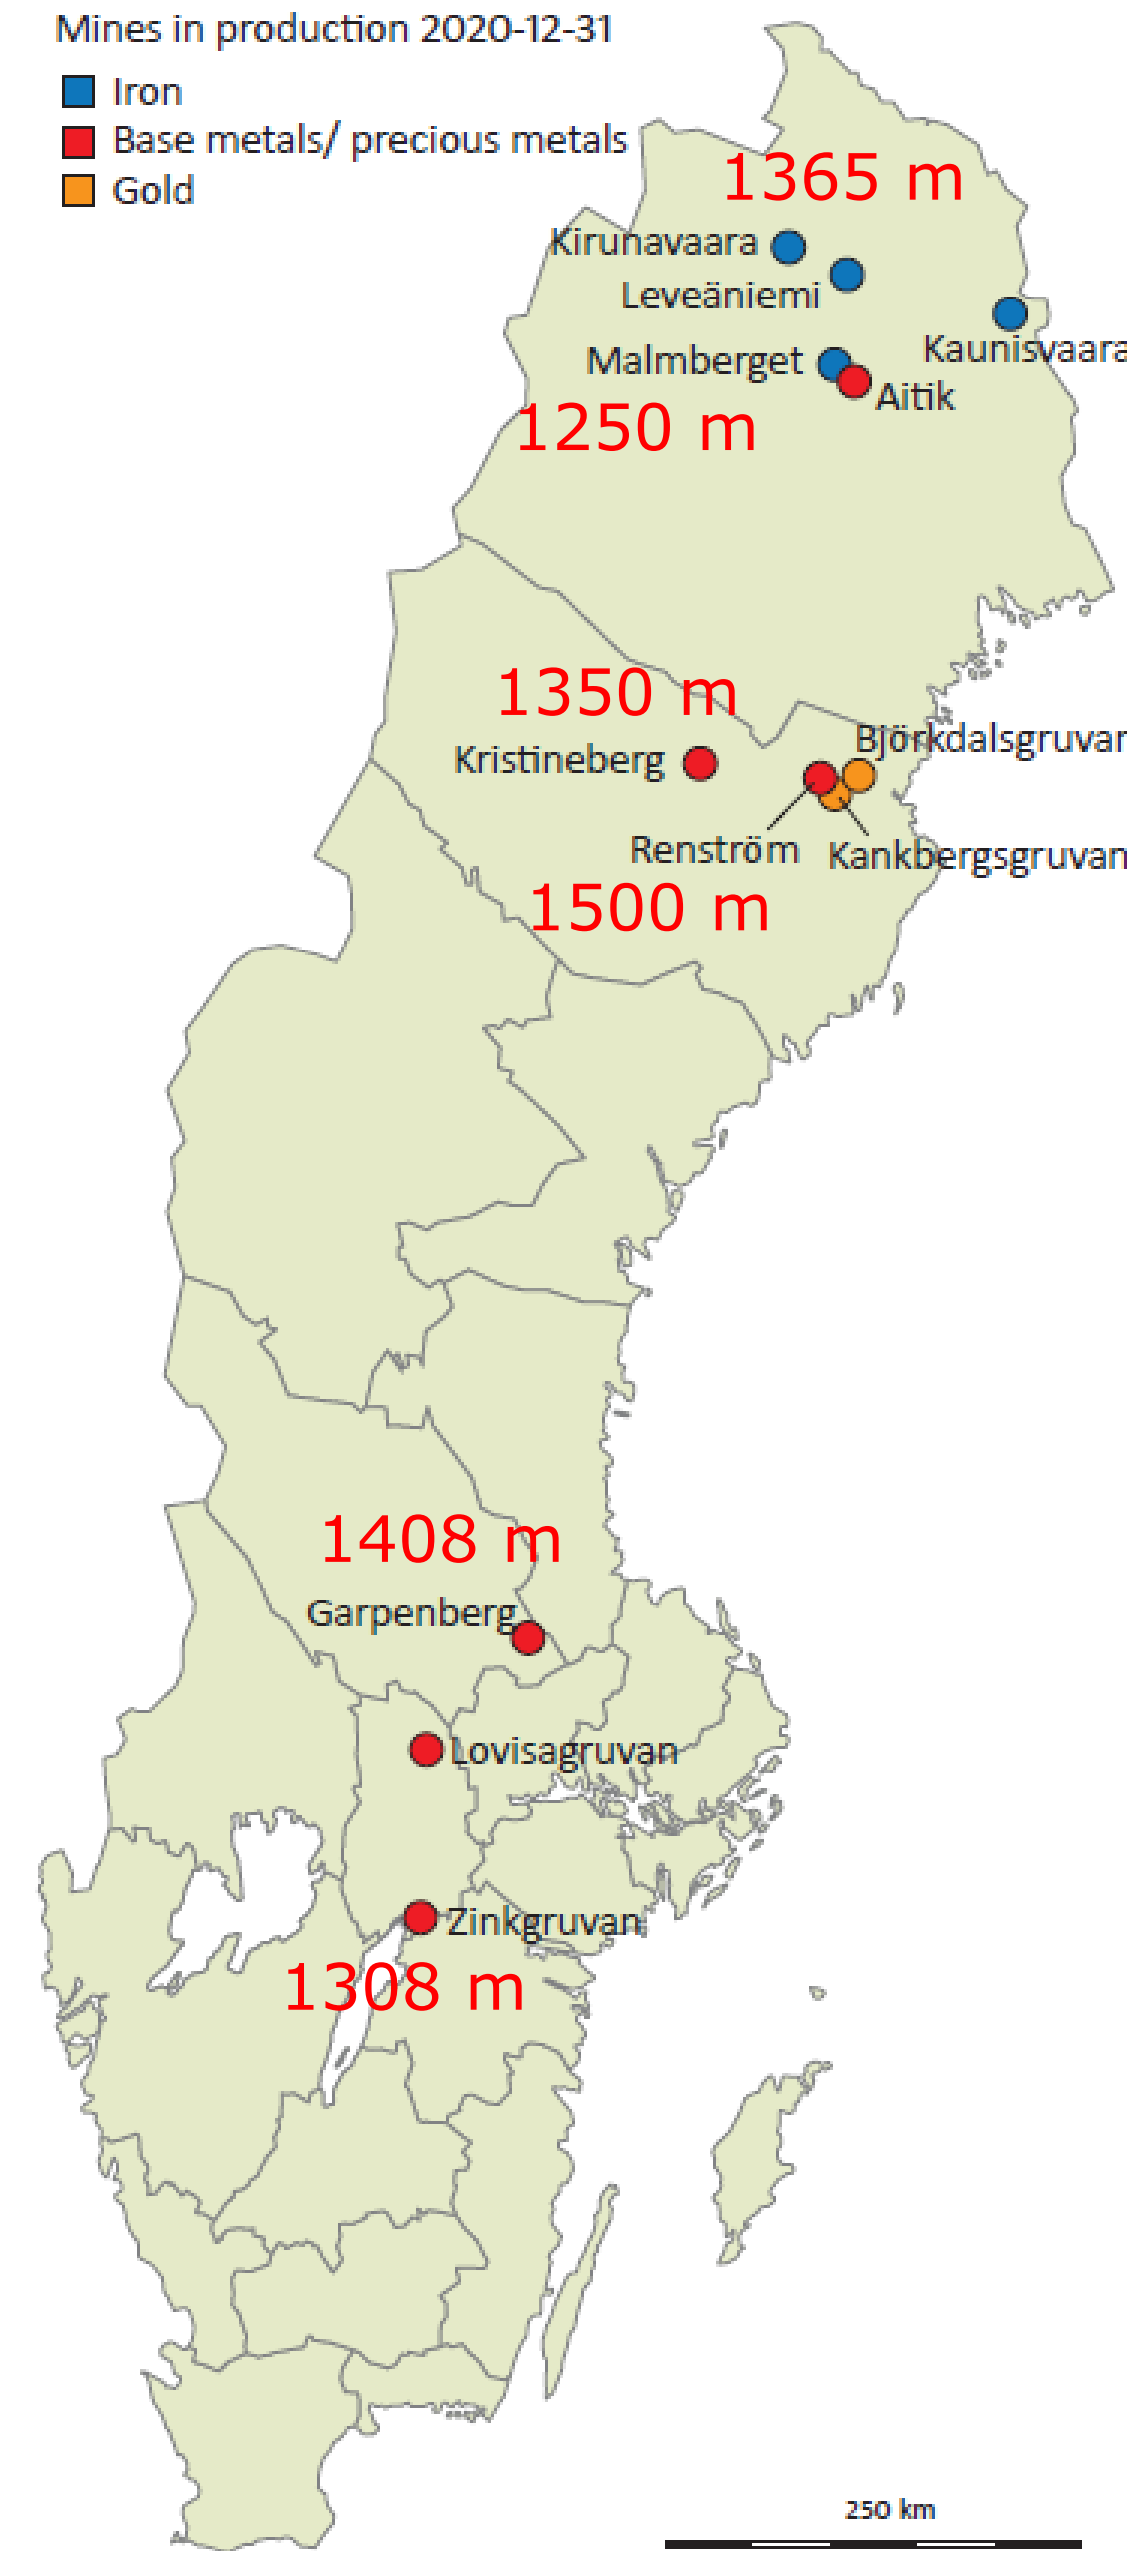 Mines in production 2020-12-31
Iron
Base metals/ precious metals
Gold
1365 m
Kirunavaara
Leveäniemi
Kaunisvaara
Malmberget
Aitik
1250 m
1350 m
Björkdalsgruvan
Kristineberg
Renström
Kankbergsgruvan
1500 m
1408 m
Garpenberg
Lovisagruvan
Zinkgruvan
1308 m
250 km